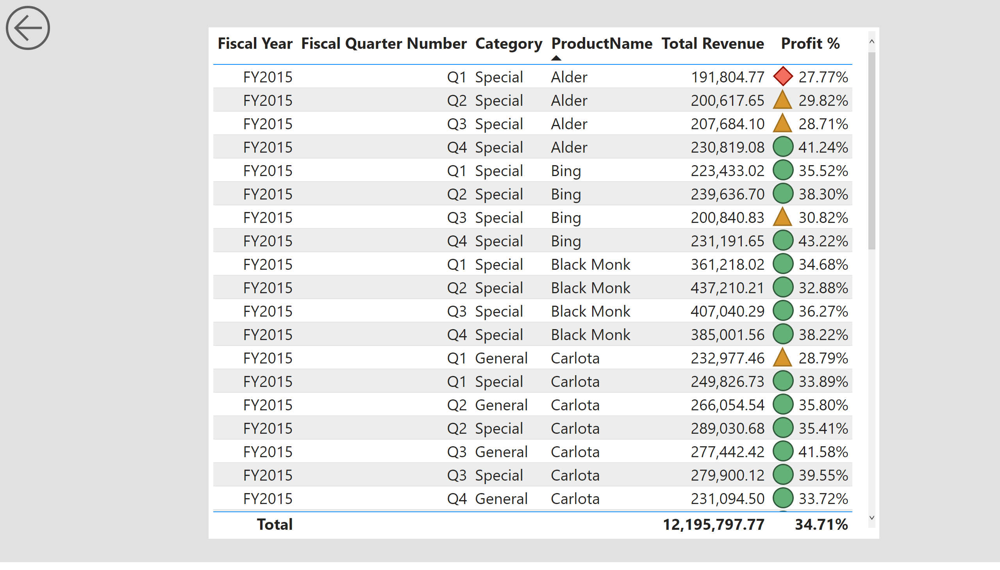 Fiscal Year Fiscal Quarter Number Category ProductName Total Revenue Profit %
FY2015 Q1 Special Alder 191,804.77 27.77%
FY2015 Q2 Special Alder 200,617.65 29.82%
FY2015 Q3 Special Alder 207,684.10 28.71%
FY2015 Q4 Special Alder 230,819.08 41.24%
FY2015 Q1 Special Bing 223,433.02 35.52%
FY2015 Q2 Special Bing 239,636.70 38.30%
FY2015 Q3 Special Bing 200,840.83 30.82%
FY2015 Q4 Special Bing 231,191.65 43.22%
FY2015 Q1 Special Black Monk 361,218.02 34.68%
FY2015 Q2 Special Black Monk 437,210.21 32.88%
FY2015 Q3 Special Black Monk 407,040.29 36.27%
FY2015 Q4 Special Black Monk 385,001.56 38.22%
FY2015 Q1 General Carlota 232,977.46 28.79%
FY2015 Q1 Special Carlota 249,826.73 33.89%
FY2015 Q2 General Carlota 266,054.54 35.80%
FY2015 Q2 Special Carlota 289,030.68 35.41%
FY2015 Q3 General Carlota 277,442.42 41.58%
FY2015 Q3 Special Carlota 279,900.12 39.55%
FY2015 Q4 General Carlota 231,094.50 33.72%
Total 12,195,797.77 34.71%